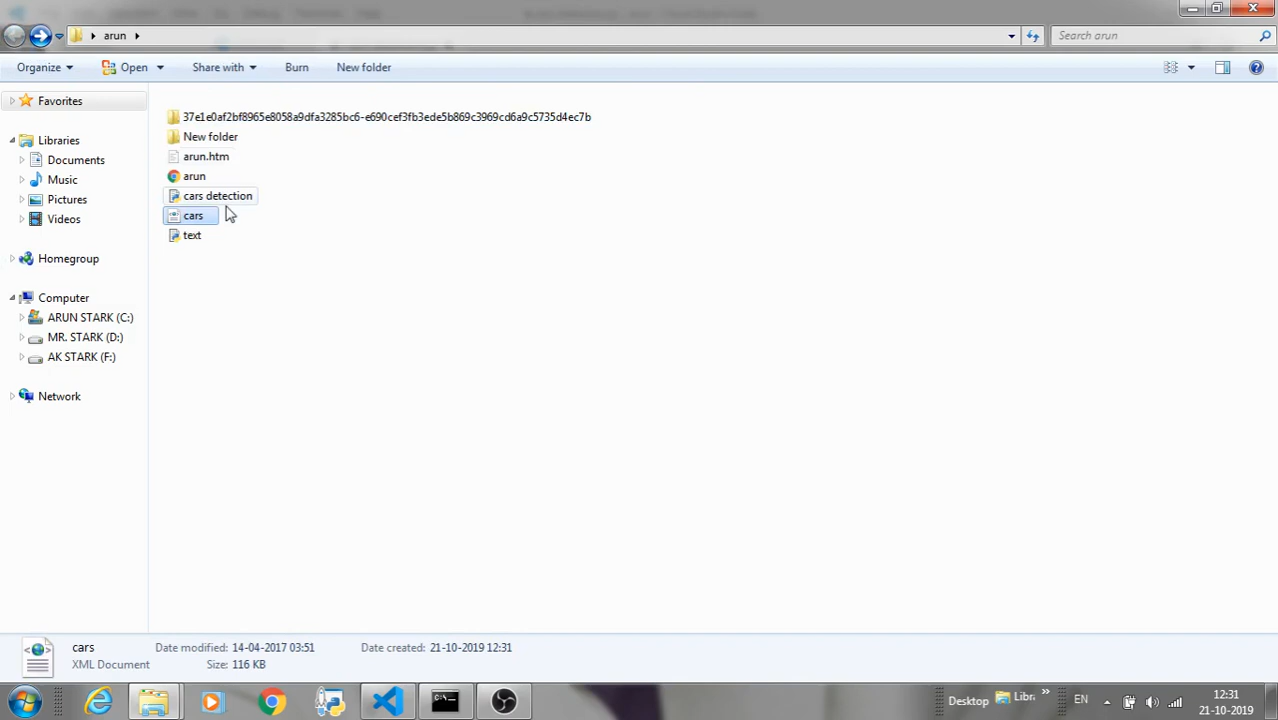 arun
Search arun
Organize
Open
Share with
Burn
New folder
Favorites
Libraries
Documents
Music
Pictures
Videos
Homegroup
Computer
ARUN STARK (C:)
MR. STARK (D:)
AK STARK (F:)
Network
37e1e0af2bf8965e8058a9dfa3285bc6-e690cef3fb3ede5b869c3969cd6a9c5735d4ec7b
New folder
arun.htm
arun
cars detection
cars
text
cars Date modified: 14-04-2017 03:51 Date created: 21-10-2019 12:31
XML Document Size: 116 KB
Desktop Libri » EN 12:31
21-10-2019